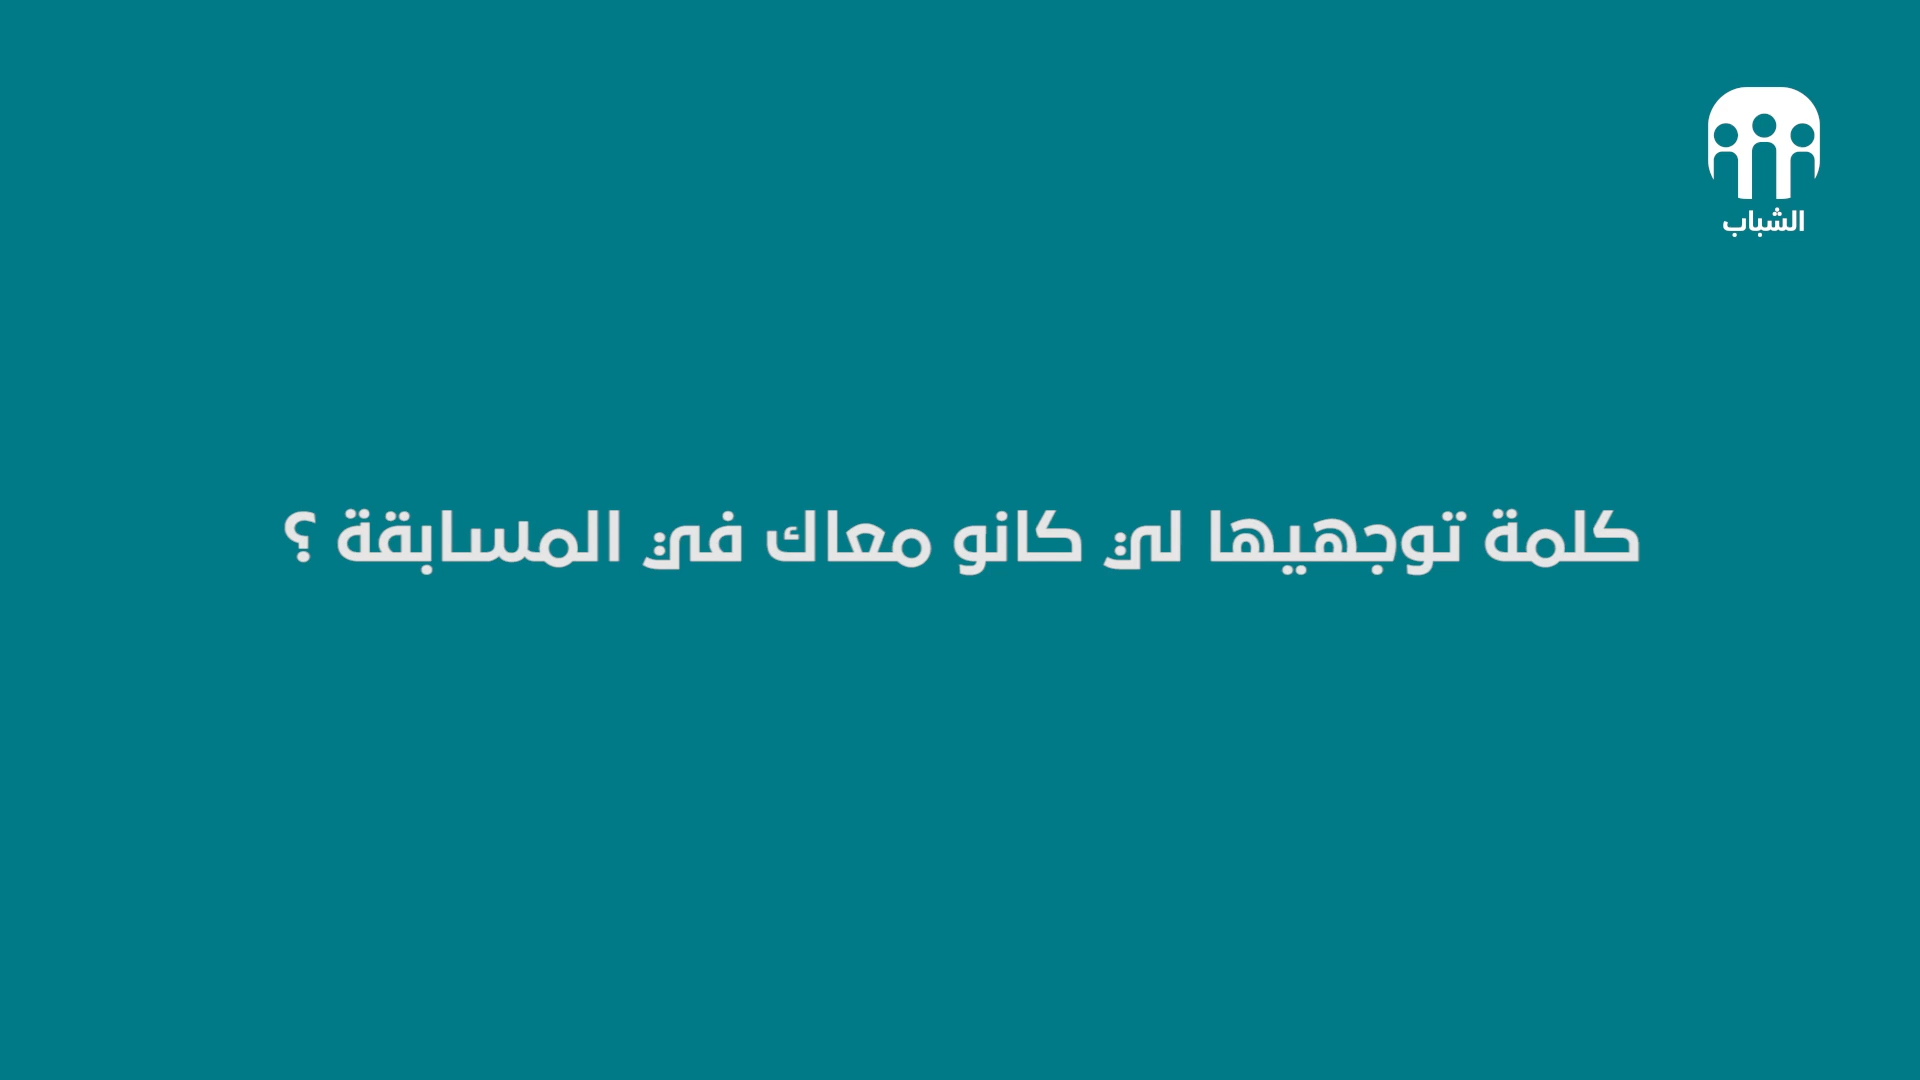 الشباب
كلمة توجهيها لي كانو معاك في المسابقة ؟